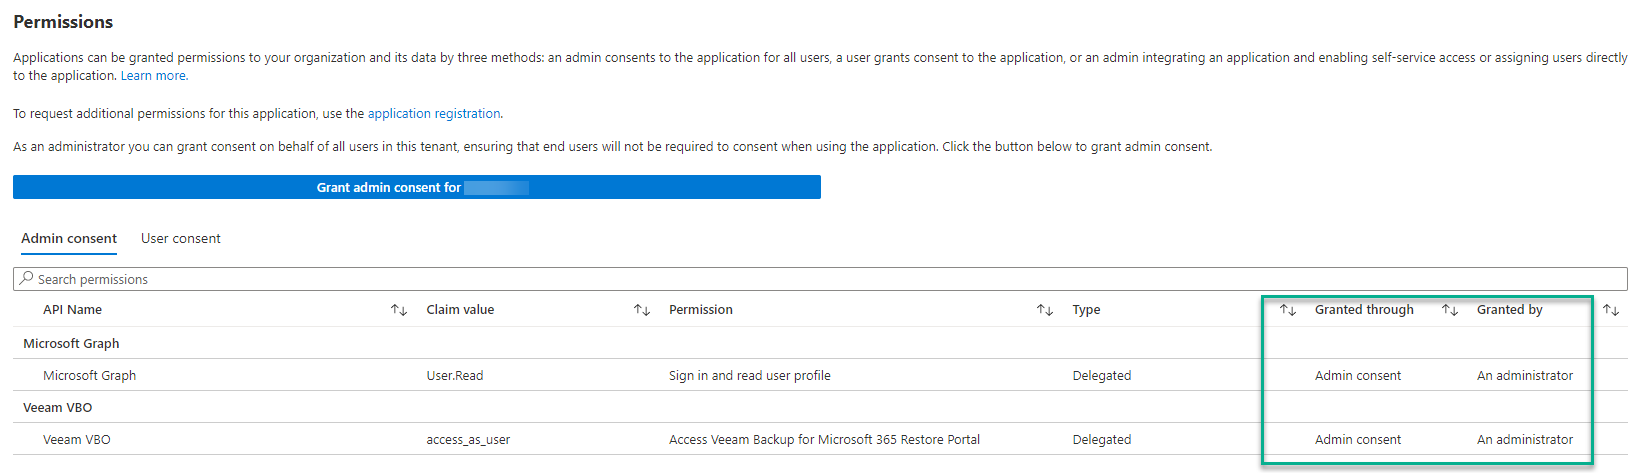 Permissions
Applications can be granted permissions to your organization and its data by three methods: an admin consents to the application for all users, a user grants consent to the application, or an admin integrating an application and enabling self-service access or assigning users directly
to the application. Learn more.
To request additional permissions for this application, use the application registration.
As an administrator you can grant consent on behalf of all users in this tenant, ensuring that end users will not be required to consent when using the application. Click the button below to grant admin consent.
Grant admin consent for
Admin consent User consent
Search permissions
API Name Claim value Permission Type Granted through Granted by
Microsoft Graph
Microsoft Graph User.Read Sign in and read user profile Delegated Admin consent An administrator
Veeam VBO
Veeam VBO access_as_user Access Veeam Backup for Microsoft 365 Restore Portal Delegated Admin consent An administrator